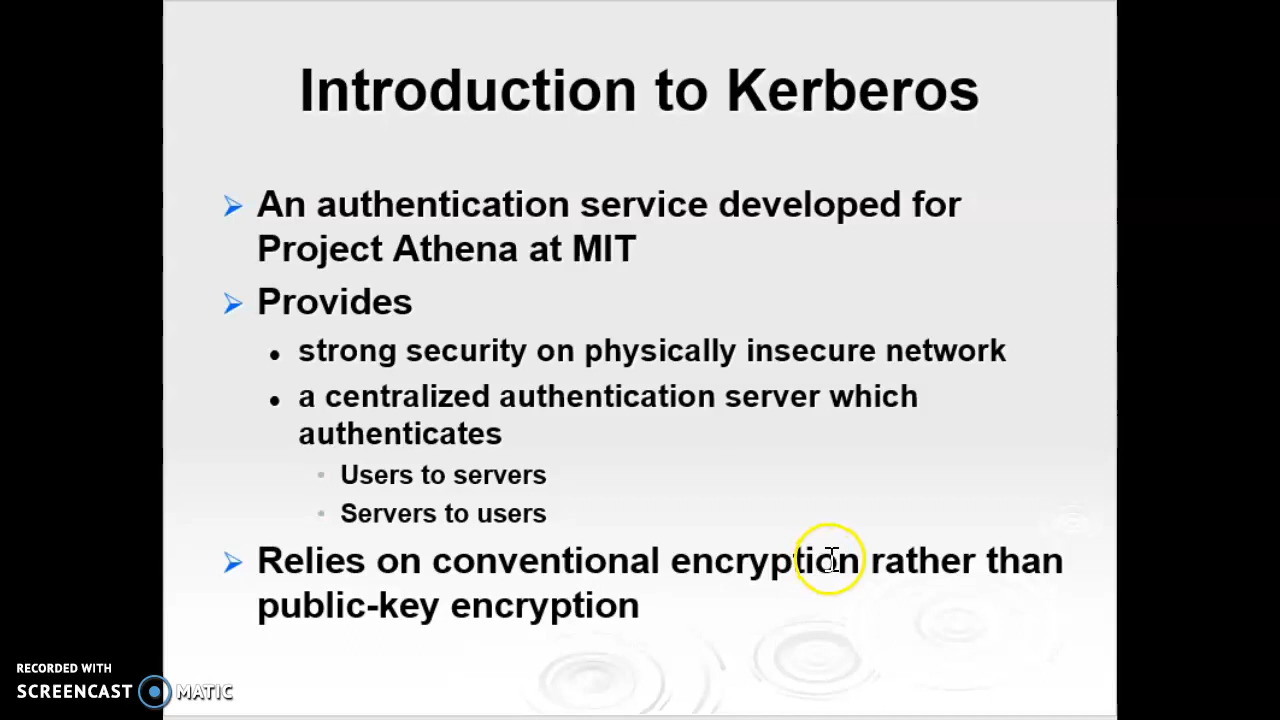 Introduction to Kerberos
An authentication service developed for
Project Athena at MIT
Provides
strong security on physically insecure network
a centralized authentication server which
authenticates
Users to servers
Servers to users
Relies on conventional encryption rather than
public-key encryption
RECORDED WITH
SCREENCAST MATIC